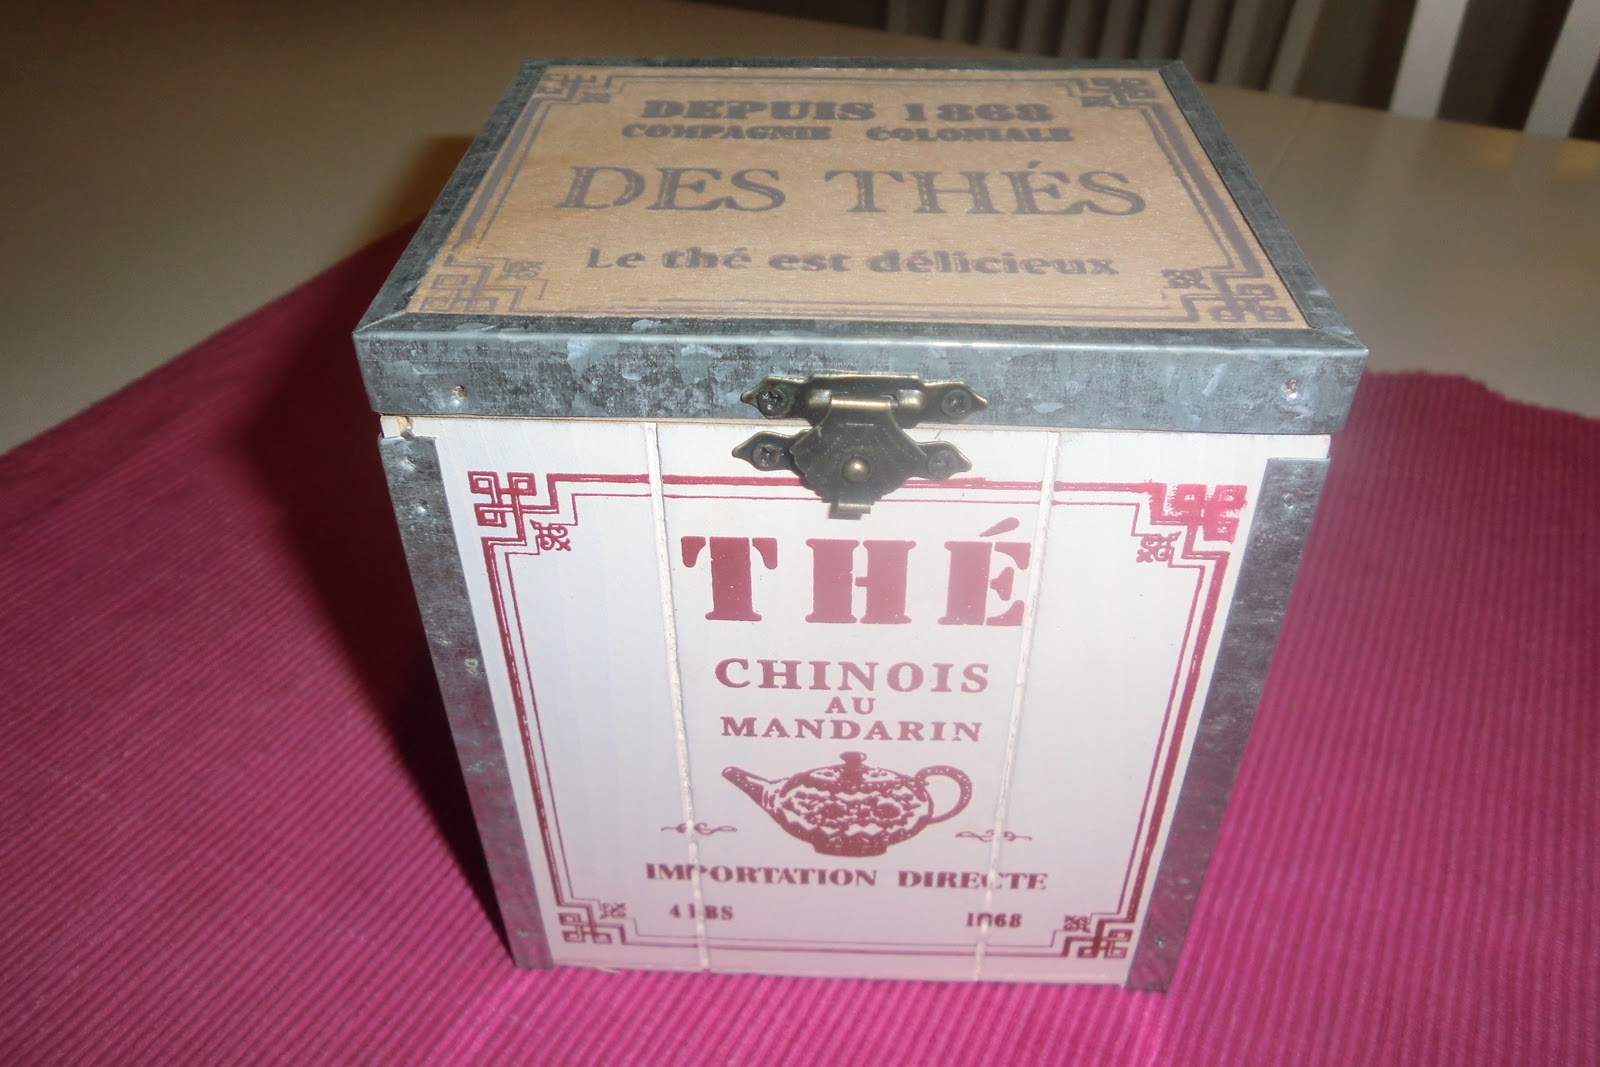 DEPUIS 1868
COMPAGNIE COLONIALE
DES THÉS
Le thé est délicieux
THÉ
CHINOIS
AU
MANDARIN
IMPORTATION DIRECTE
4 LBS 1868